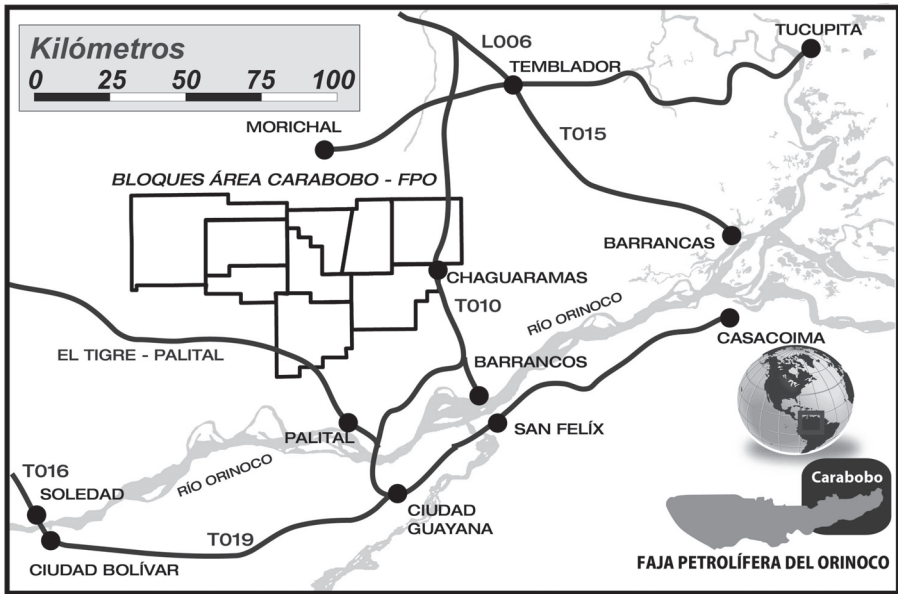 Kilómetros
0 25 50 75 100
L006
TUCUPITA
TEMBLADOR
MORICHAL
T015
BLOQUES ÁREA CARABOBO - FPO
BARRANCAS
CHAGUARAMAS
T010
RÍO ORINOCO
EL TIGRE - PALITAL
BARRANCOS
CASACOIMA
PALITAL
SAN FELÍX
T016
SOLEDAD
RÍO ORINOCO
CIUDAD
GUAYANA
T019
CIUDAD BOLÍVAR
Carabobo
FAJA PETROLÍFERA DEL ORINOCO